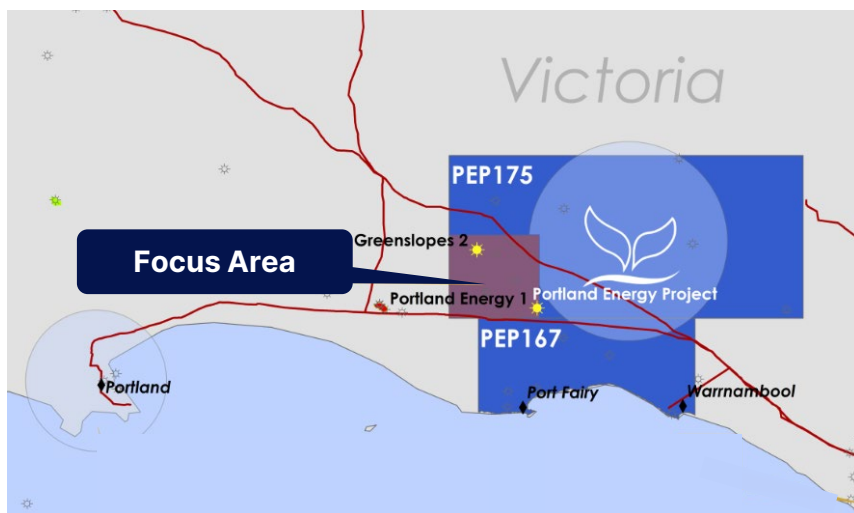 Victoria
PEP175
Greenslopes 2
Focus Area
Portland Energy 1
Portland Energy Project
PEP167
Portland
Port Fairy
Warrnambool